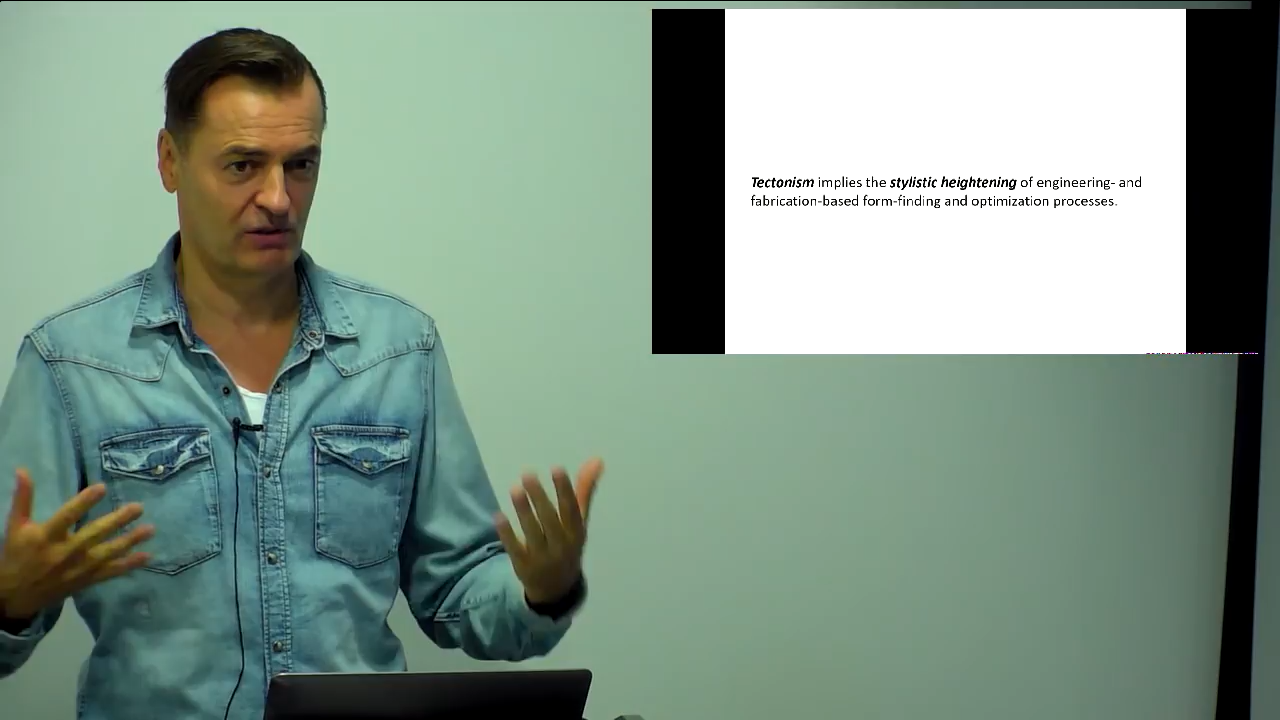 Tectonism implies the stylistic heightening of engineering- and
fabrication-based form-finding and optimization processes.